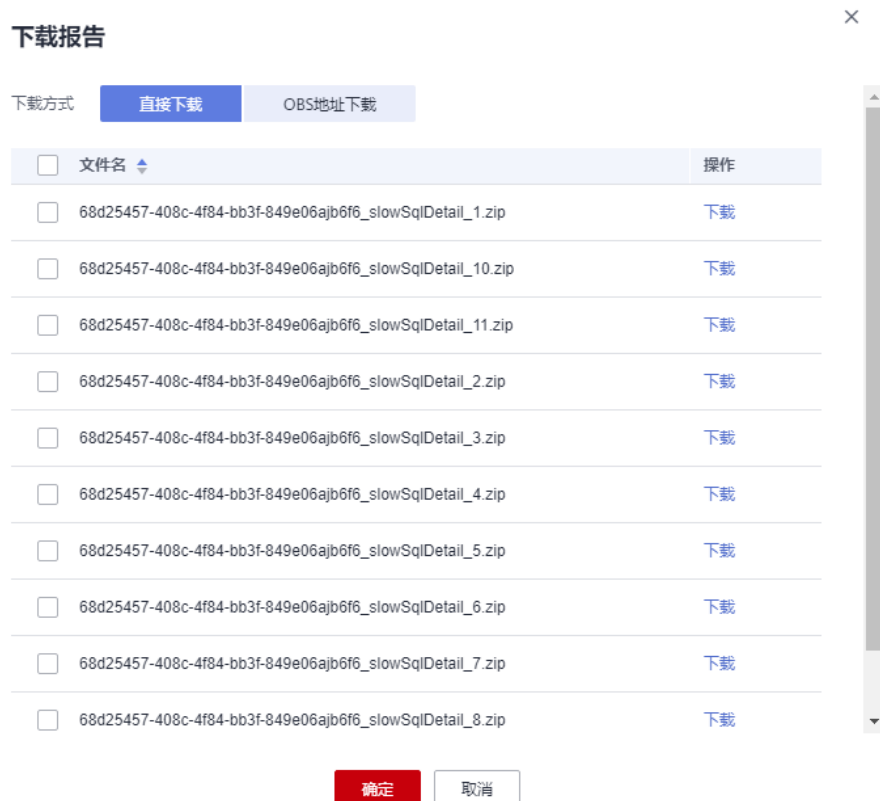 下载报告
下载方式 直接下载 OBS地址下载
文件名 操作
68d25457-408c-4f84-bb3f-849e06ajb6f6_slowSqlDetail_1.zip 下载
68d25457-408c-4f84-bb3f-849e06ajb6f6_slowSqlDetail_10.zip 下载
68d25457-408c-4f84-bb3f-849e06ajb6f6_slowSqlDetail_11.zip 下载
68d25457-408c-4f84-bb3f-849e06ajb6f6_slowSqlDetail_2.zip 下载
68d25457-408c-4f84-bb3f-849e06ajb6f6_slowSqlDetail_3.zip 下载
68d25457-408c-4f84-bb3f-849e06ajb6f6_slowSqlDetail_4.zip 下载
68d25457-408c-4f84-bb3f-849e06ajb6f6_slowSqlDetail_5.zip 下载
68d25457-408c-4f84-bb3f-849e06ajb6f6_slowSqlDetail_6.zip 下载
68d25457-408c-4f84-bb3f-849e06ajb6f6_slowSqlDetail_7.zip 下载
68d25457-408c-4f84-bb3f-849e06ajb6f6_slowSqlDetail_8.zip 下载
确定 取消